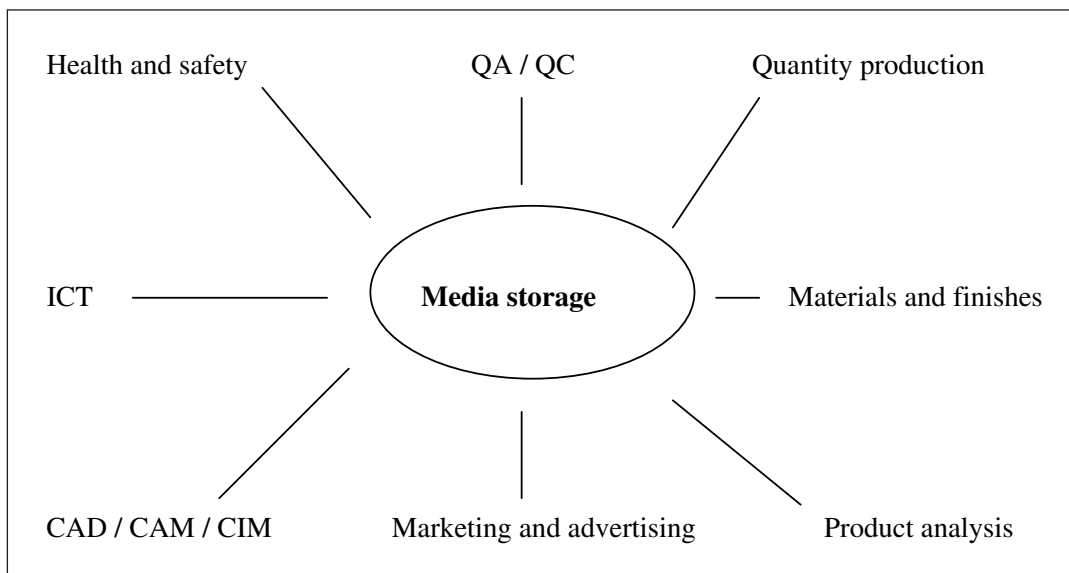 Health and safety
QA / QC
Quantity production
ICT
Media storage
Materials and finishes
CAD / CAM / CIM
Marketing and advertising
Product analysis